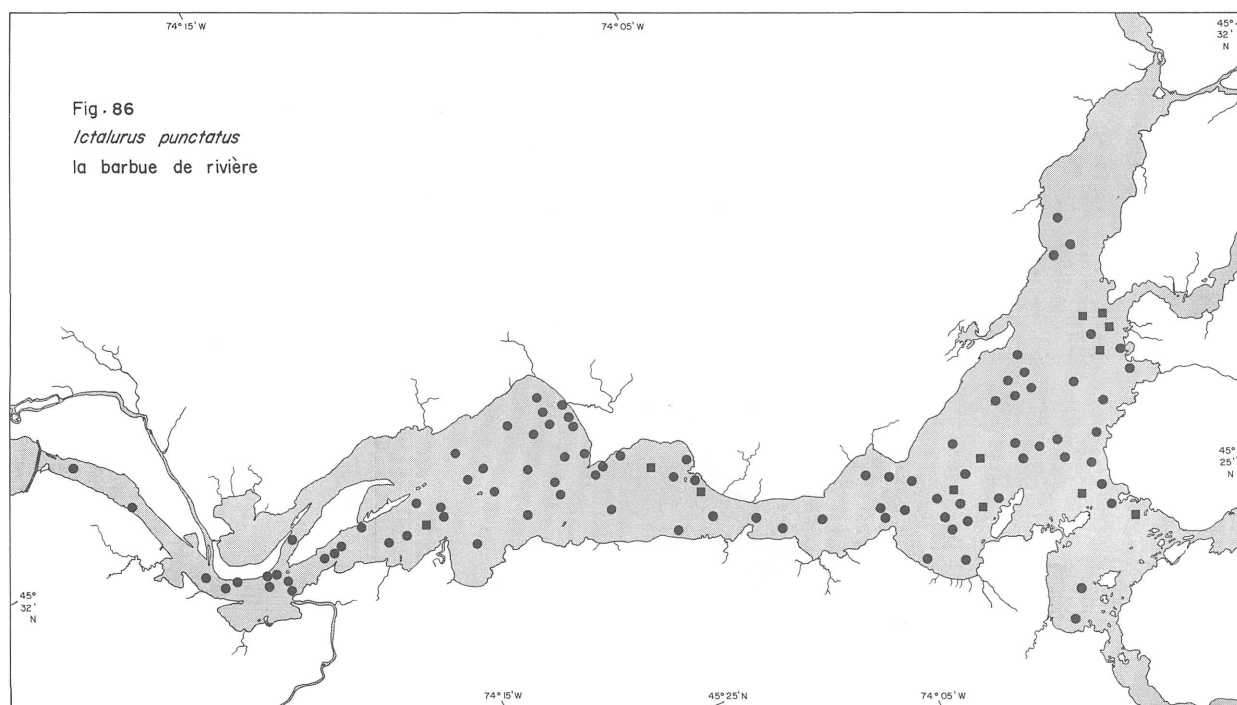 74° 15' W
74° 05' W
45°
32'
N
Fig. 86
Ictalurus punctatus
la barbue de rivière
45°
25'
N
45°
32'
N
74° 15' W
45° 25' N
74° 05' W